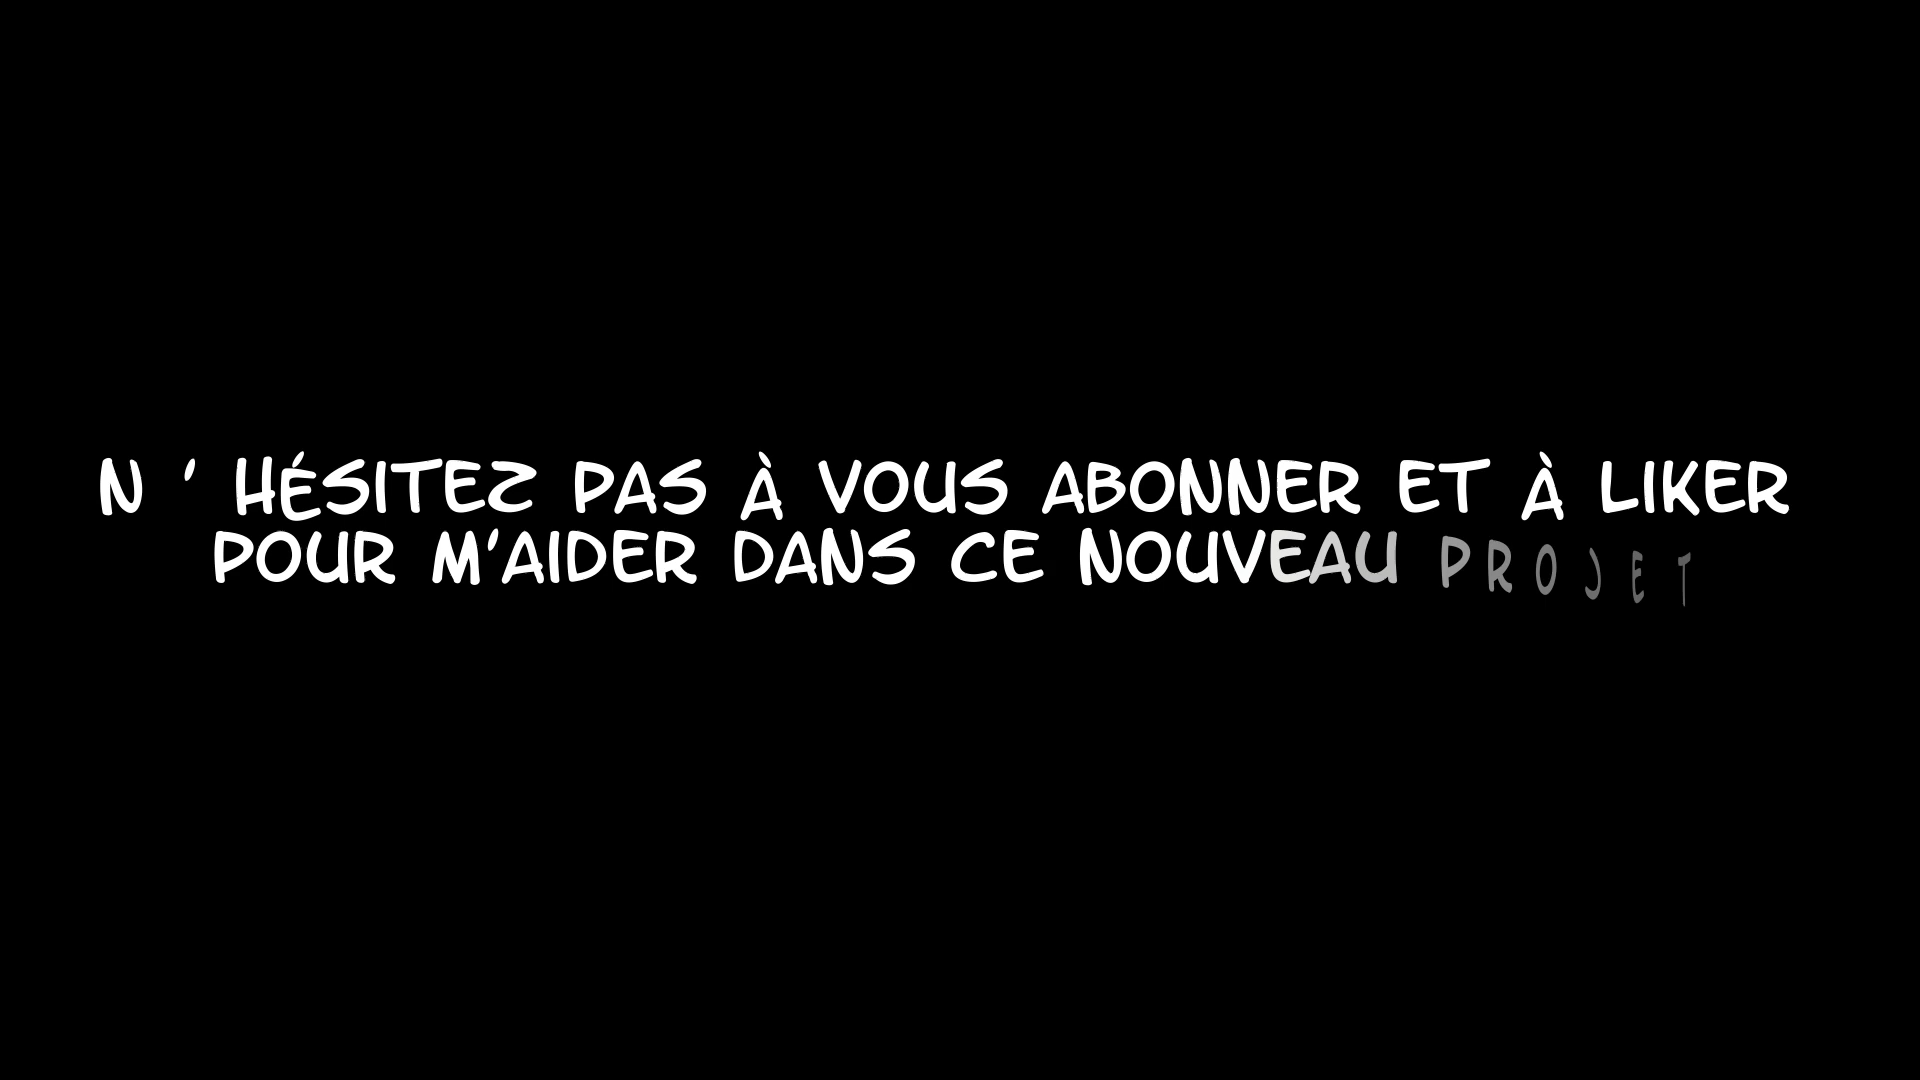 N ' HÉSITEZ PAS À VOUS ABONNER ET À LIKER
POUR M'AIDER DANS CE NOUVEAU PROJET